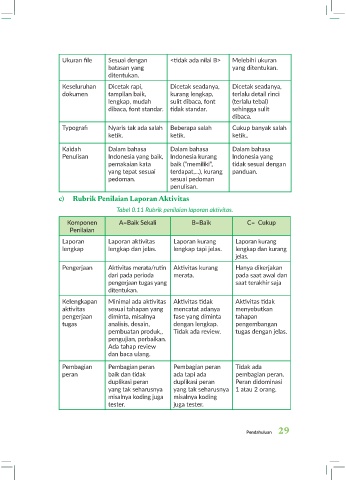 Ukuran file
Sesuai dengan
batasan yang
ditentukan.
<tidak ada nilai B>
Melebihi ukuran
yang ditentukan.
Keseluruhan
dokumen
Dicetak rapi,
tampilan baik,
lengkap, mudah
dibaca, font standar.
Dicetak seadanya,
kurang lengkap,
sulit dibaca, font
tidak standar.
Dicetak seadanya,
terlalu detail rinci
(terlalu tebal)
sehingga sulit
dibaca.
Typografi
Nyaris tak ada salah
ketik.
Beberapa salah
ketik.
Cukup banyak salah
ketik,.
Kaidah
Penulisan
Dalam bahasa
Indonesia yang baik,
pemakaian kata
yang tepat sesuai
pedoman.
Dalam bahasa
Indonesia kurang
baik ("memiliki",
terdapat...), kurang
sesuai pedoman
penulisan.
Dalam bahasa
Indonesia yang
tidak sesuai dengan
panduan.
c) Rubrik Penilaian Laporan Aktivitas
Tabel 0.11 Rubrik penilaian laporan aktivitas.
Komponen
Penilaian
A=Baik Sekali
B=Baik
C= Cukup
Laporan
lengkap
Laporan aktivitas
lengkap dan jelas.
Laporan kurang
lengkap tapi jelas.
Laporan kurang
lengkap dan kurang
jelas.
Pengerjaan
Aktivitas merata/rutin
dari pada perioda
pengerjaan tugas yang
ditentukan.
Aktivitas kurang
merata.
Hanya dikerjakan
pada saat awal dan
saat terakhir saja
Kelengkapan
aktivitas
pengerjaan
tugas
Minimal ada aktivitas
sesuai tahapan yang
diminta, misalnya
analisis, desain,
pembuatan produk,,
pengujian, perbaikan.
Ada tahap review
dan baca ulang.
Aktivitas tidak
mencatat adanya
fase yang diminta
dengan lengkap.
Tidak ada review.
Aktivitas tidak
menyebutkan
tahapan
pengembangan
tugas dengan jelas.
Pembagian
peran
Pembagian peran
baik dan tidak
duplikasi peran
yang tak seharusnya
misalnya koding juga
tester.
Pembagian peran
ada tapi ada
duplikasi peran
yang tak seharusnya
misalnya koding
juga tester.
Tidak ada
pembagian peran.
Peran didominasi
1 atau 2 orang.
Pendahuluan 29